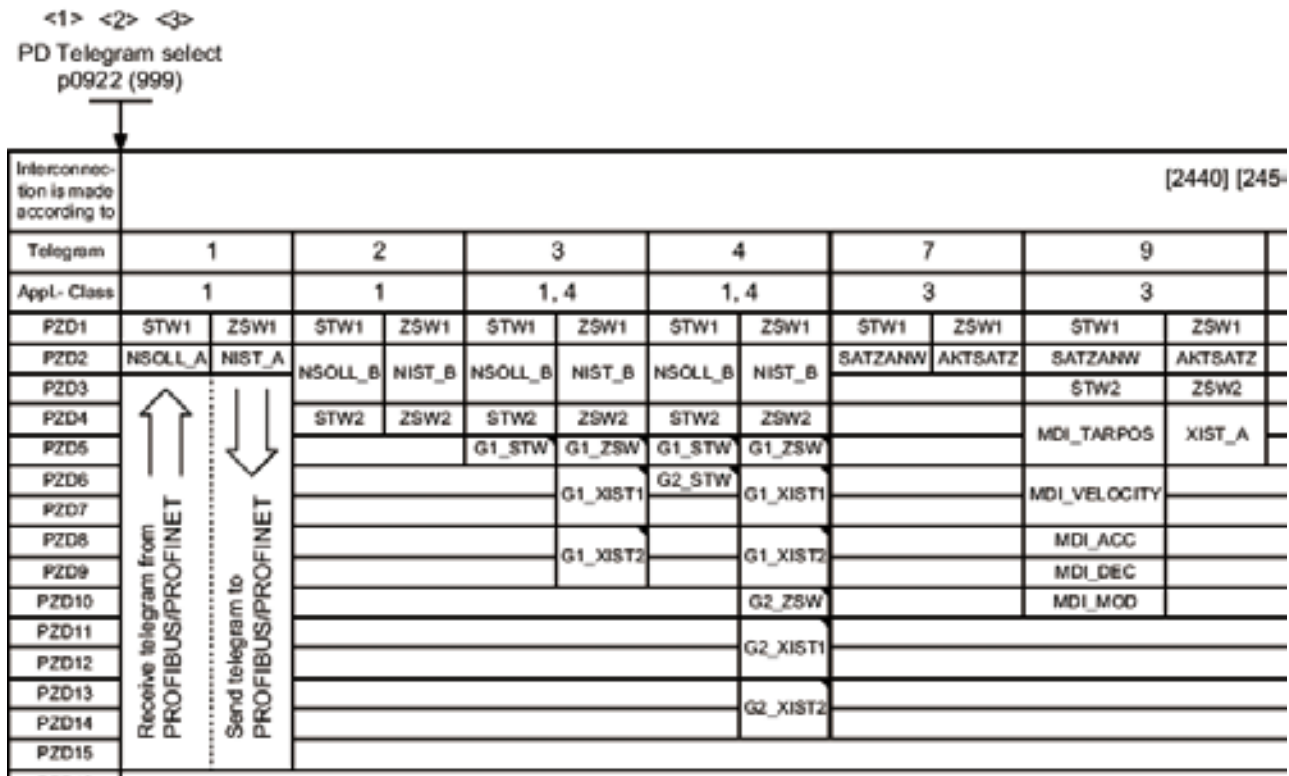 <1> <2> <3>
PD Telegram select
p0922 (999)
Interconnec-
tion is made
according to
[2440] [245
Telegram 1 2 3 4 7 9
Appl.- Class 1 1 1, 4 1, 4 3 3
PZD1 STW1 ZSW1 STW1 ZSW1 STW1 ZSW1 STW1 ZSW1 STW1 ZSW1 STW1 ZSW1
PZD2 NSOLL_A NIST_A NSOLL_B NIST_B NSOLL_B NIST_B NSOLL_B NIST_B SATZANW AKTSATZ SATZANW AKTSATZ
PZD3 STW2 ZSW2
PZD4 STW2 ZSW2 STW2 ZSW2 STW2 ZSW2 MDI_TARPOS XIST_A
PZD5 G1_STW G1_ZSW G1_STW G1_ZSW
PZD6 G1_XIST1 G2_STW G1_XIST1 MDI_VELOCITY
PZD7
PZD8 G1_XIST2 G1_XIST2 MDI_ACC
PZD9 MDI_DEC
PZD10 G2_ZSW MDI_MOD
PZD11 G2_XIST1
PZD12
PZD13 G2_XIST2
PZD14
PZD15
Receive telegram from
PROFIBUS/PROFINET
Send telegram to
PROFIBUS/PROFINET